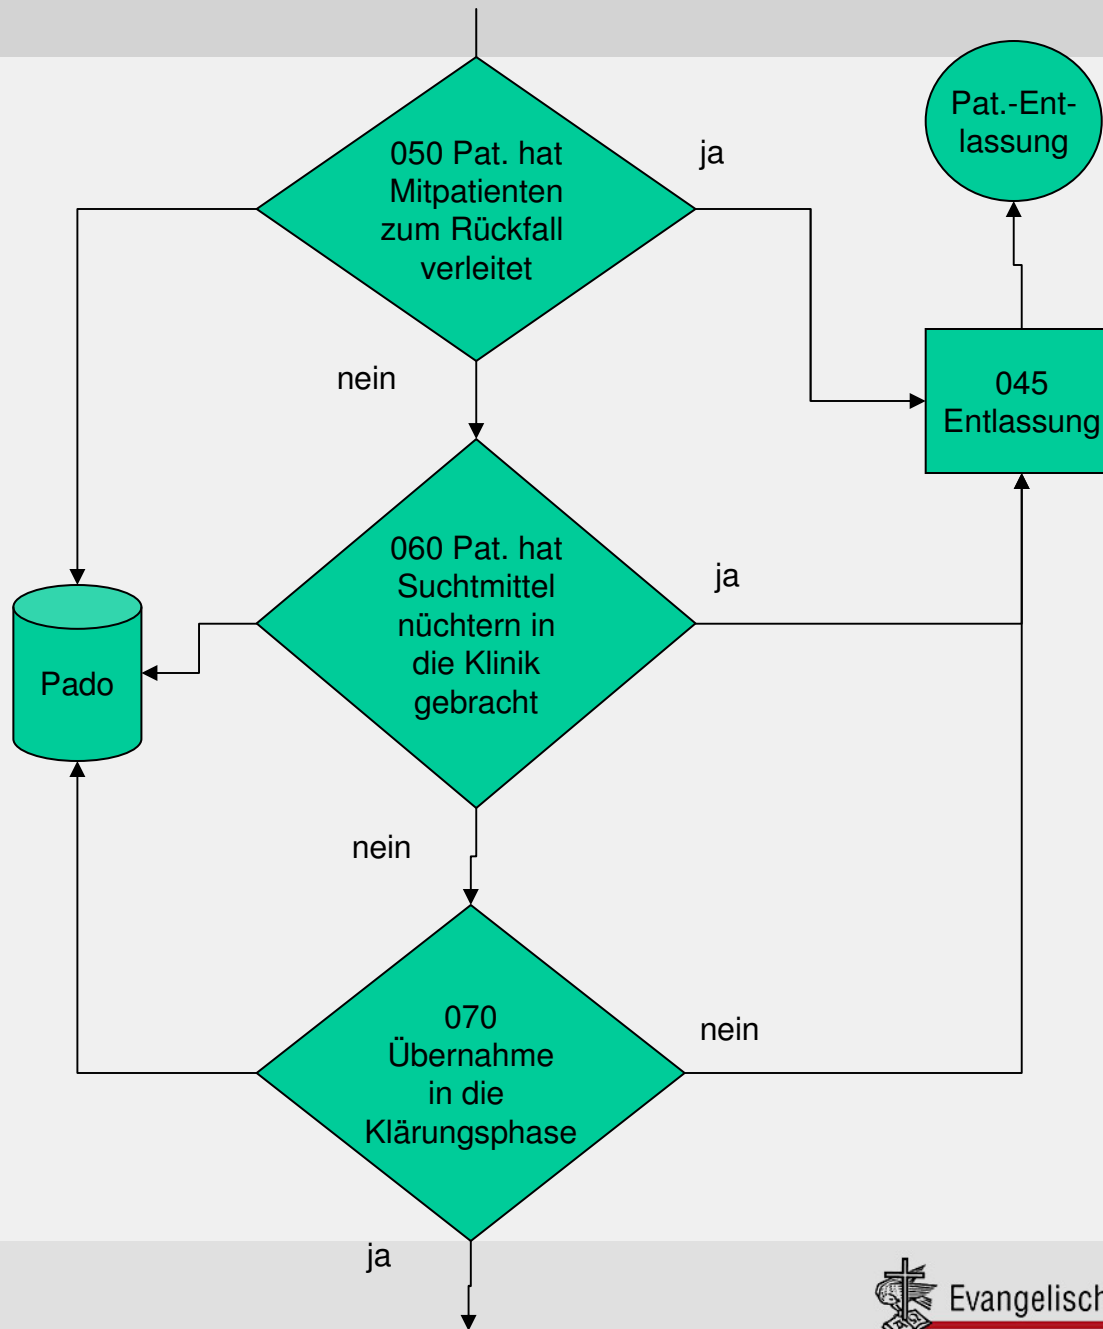 Pat.-Ent-
lassung
050 Pat. hat
Mitpatienten
zum Rückfall
verleitet
ja
nein
045
Entlassung
060 Pat. hat
Suchtmittel
nüchtern in
die Klinik
gebracht
ja
Pado
nein
070
Übernahme
in die
Klärungsphase
nein
ja
Evangelisch